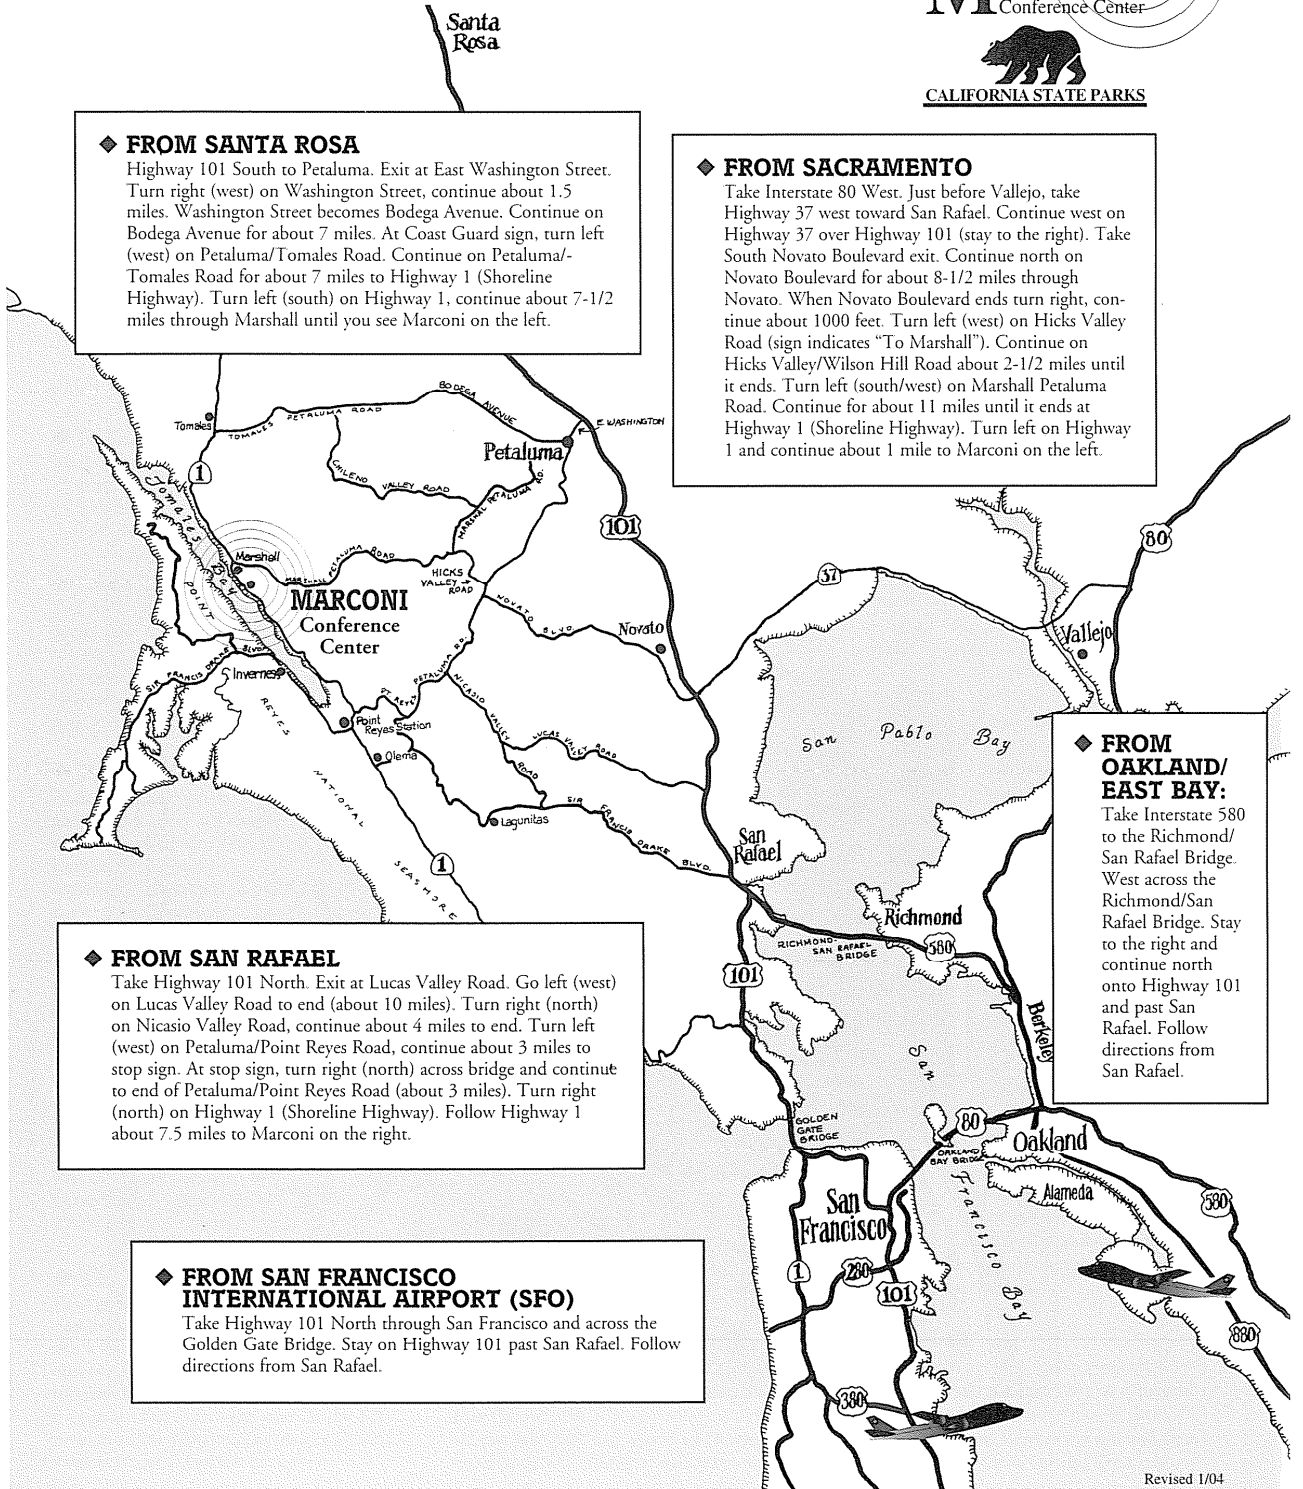 Conference Center
CALIFORNIA STATE PARKS
Santa
Rosa
◆ FROM SANTA ROSA
Highway 101 South to Petaluma. Exit at East Washington Street.
Turn right (west) on Washington Street, continue about 1.5
miles. Washington Street becomes Bodega Avenue. Continue on
Bodega Avenue for about 7 miles. At Coast Guard sign, turn left
(west) on Petaluma/Tomales Road. Continue on Petaluma/-
Tomales Road for about 7 miles to Highway 1 (Shoreline
Highway). Turn left (south) on Highway 1, continue about 7-1/2
miles through Marshall until you see Marconi on the left.
◆ FROM SACRAMENTO
Take Interstate 80 West. Just before Vallejo, take
Highway 37 west toward San Rafael. Continue west on
Highway 37 over Highway 101 (stay to the right). Take
South Novato Boulevard exit. Continue north on
Novato Boulevard for about 8-1/2 miles through
Novato. When Novato Boulevard ends turn right, con-
tinue about 1000 feet. Turn left (west) on Hicks Valley
Road (sign indicates "To Marshall"). Continue on
Hicks Valley/Wilson Hill Road about 2-1/2 miles until
it ends. Turn left (south/west) on Marshall Petaluma
Road. Continue for about 11 miles until it ends at
Highway 1 (Shoreline Highway). Turn left on Highway
1 and continue about 1 mile to Marconi on the left.
BODEGA AVENUE
Tomales
TOMALES PETALUMA ROAD
E. WASHINGTON
Petaluma
1
CHILENO VALLEY ROAD
MARSHAL PETALUMA RD.
101
80
Tomales Bay
Marshall
MARSHALL PETALUMA ROAD
HICKS
VALLEY
ROAD
37
MARCONI
Conference
Center
NOVATO BLVD
Novato
Vallejo
SIR FRANCIS DRAKE BLVD
Inverness
POINT REYES NATIONAL SEASHORE
PT REYES PETALUMA RD.
Point
Reyes Station
NICASIO VALLEY ROAD
LUCAS VALLEY ROAD
Olema
San Pablo Bay
Lagunitas
SIR FRANCIS DRAKE BLVD.
San
Rafael
1
◆ FROM
OAKLAND/
EAST BAY:
Take Interstate 580
to the Richmond/
San Rafael Bridge.
West across the
Richmond/San
Rafael Bridge. Stay
to the right and
continue north
onto Highway 101
and past San
Rafael. Follow
directions from
San Rafael.
Richmond
RICHMOND-
SAN RAFAEL
BRIDGE
580
101
◆ FROM SAN RAFAEL
Take Highway 101 North. Exit at Lucas Valley Road. Go left (west)
on Lucas Valley Road to end (about 10 miles). Turn right (north)
on Nicasio Valley Road, continue about 4 miles to end. Turn left
(west) on Petaluma/Point Reyes Road, continue about 3 miles to
stop sign. At stop sign, turn right (north) across bridge and continue
to end of Petaluma/Point Reyes Road (about 3 miles). Turn right
(north) on Highway 1 (Shoreline Highway). Follow Highway 1
about 7.5 miles to Marconi on the right.
Berkeley
San Francisco Bay
GOLDEN
GATE
BRIDGE
80
OAKLAND
BAY BRIDGE
Oakland
Alameda
580
San
Francisco
1
280
101
880
◆ FROM SAN FRANCISCO
INTERNATIONAL AIRPORT (SFO)
Take Highway 101 North through San Francisco and across the
Golden Gate Bridge. Stay on Highway 101 past San Rafael. Follow
directions from San Rafael.
380
Revised 1/04